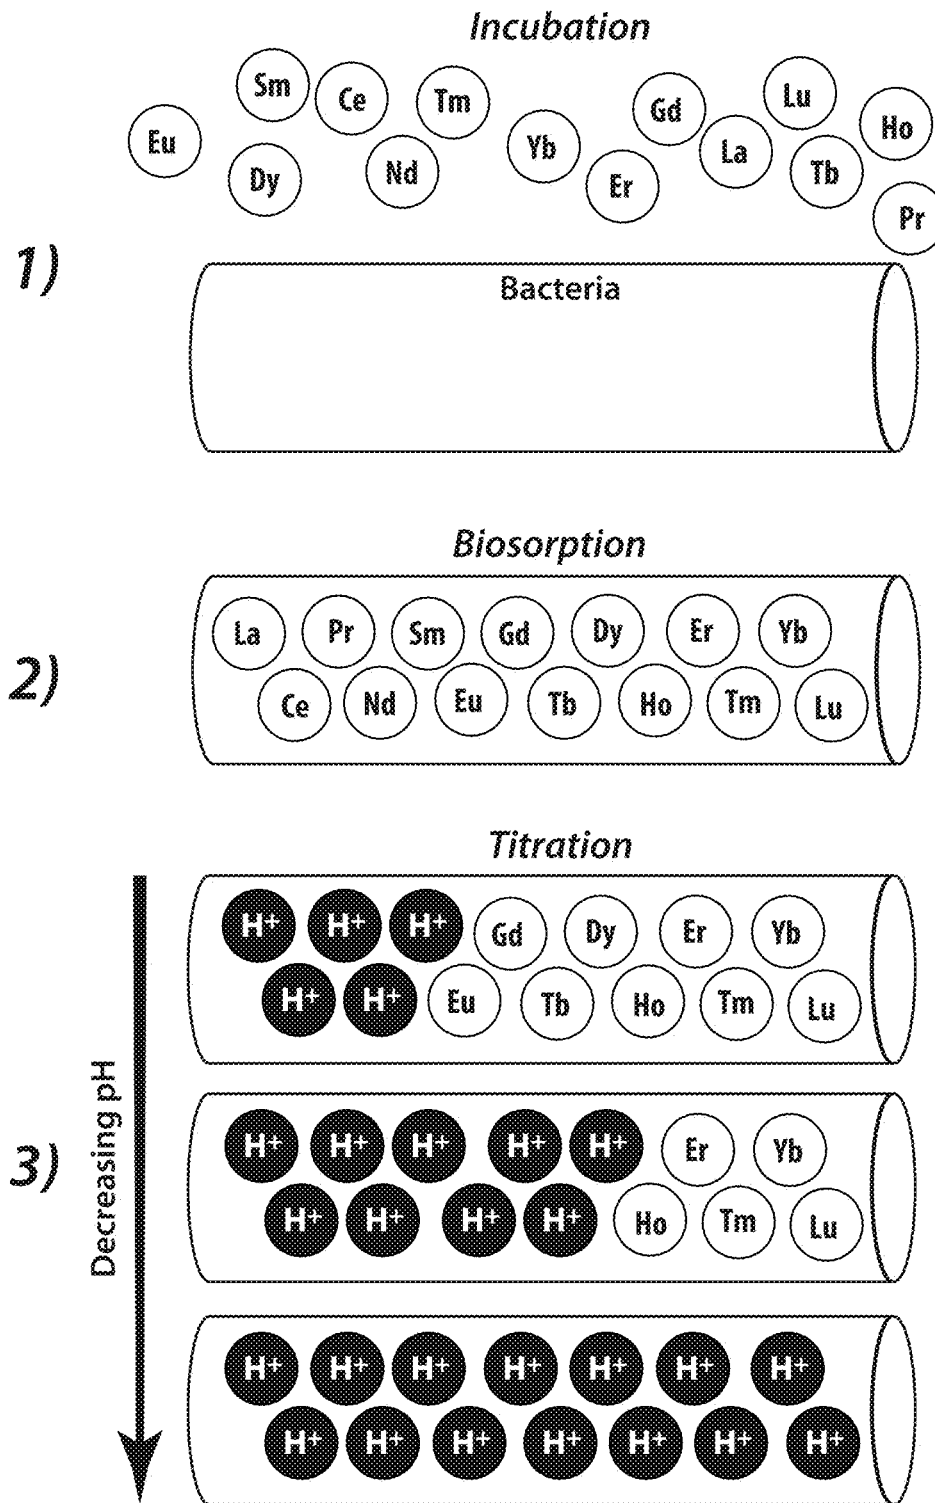 Incubation
Sm Ce Tm Gd Lu Ho
Eu Yb La
Dy Nd Er Tb
Pr
1)
Bacteria
Biosorption
La Pr Sm Gd Dy Er Yb
2)
Ce Nd Eu Tb Ho Tm Lu
Titration
H+ H+ H+ Gd Dy Er Yb
H+ H+ Eu Tb Ho Tm Lu
Decreasing pH
3)
H+ H+ H+ H+ H+ Er Yb
H+ H+ H+ H+ Ho Tm Lu
H+ H+ H+ H+ H+ H+ H+
H+ H+ H+ H+ H+ H+ H+